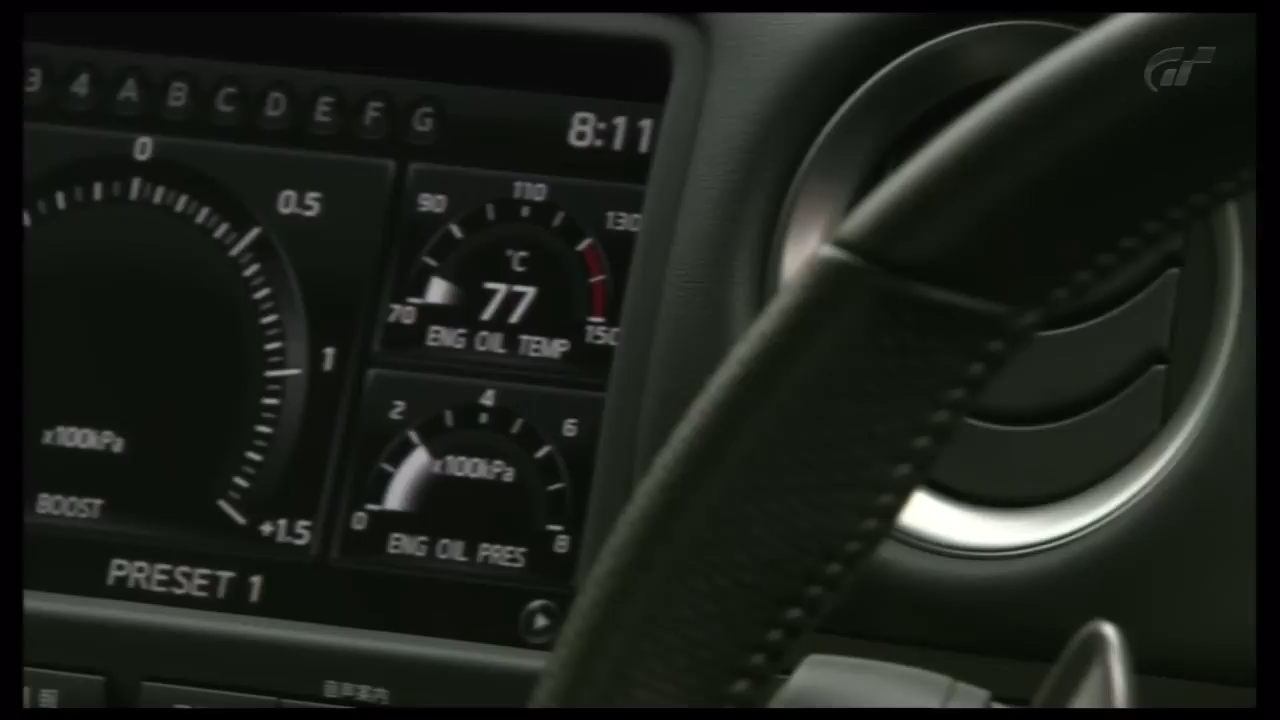 3 4 A B C D E F G
8:11
0
0.5
1
+1.5
x100kPa
BOOST
90 110 130
°C
77
70 150
ENG OIL TEMP
2 4 6
x100kPa
0 8
ENG OIL PRES
PRESET 1
GT